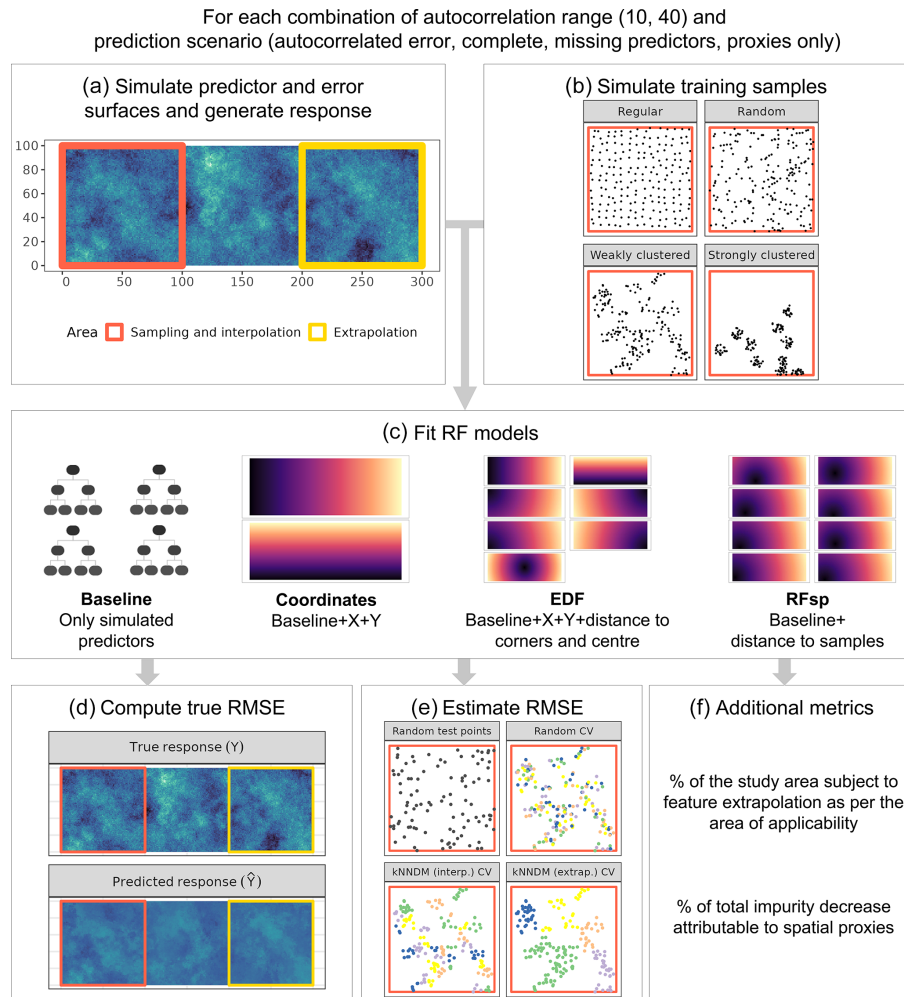 For each combination of autocorrelation range (10, 40) and
prediction scenario (autocorrelated error, complete, missing predictors, proxies only)
(a) Simulate predictor and error
surfaces and generate response
100
80
60
40
20
0
0 50 100 150 200 250 300
Area Sampling and interpolation Extrapolation
(b) Simulate training samples
Regular Random
Weakly clustered Strongly clustered
(c) Fit RF models
Baseline
Only simulated
predictors
Coordinates
Baseline+X+Y
EDF
Baseline+X+Y+distance to
corners and centre
RFsp
Baseline+
distance to samples
(d) Compute true RMSE
True response (Y)
Predicted response (Ŷ)
(e) Estimate RMSE
Random test points Random CV
kNNDM (interp.) CV kNNDM (extrap.) CV
(f) Additional metrics
% of the study area subject to
feature extrapolation as per the
area of applicability
% of total impurity decrease
attributable to spatial proxies